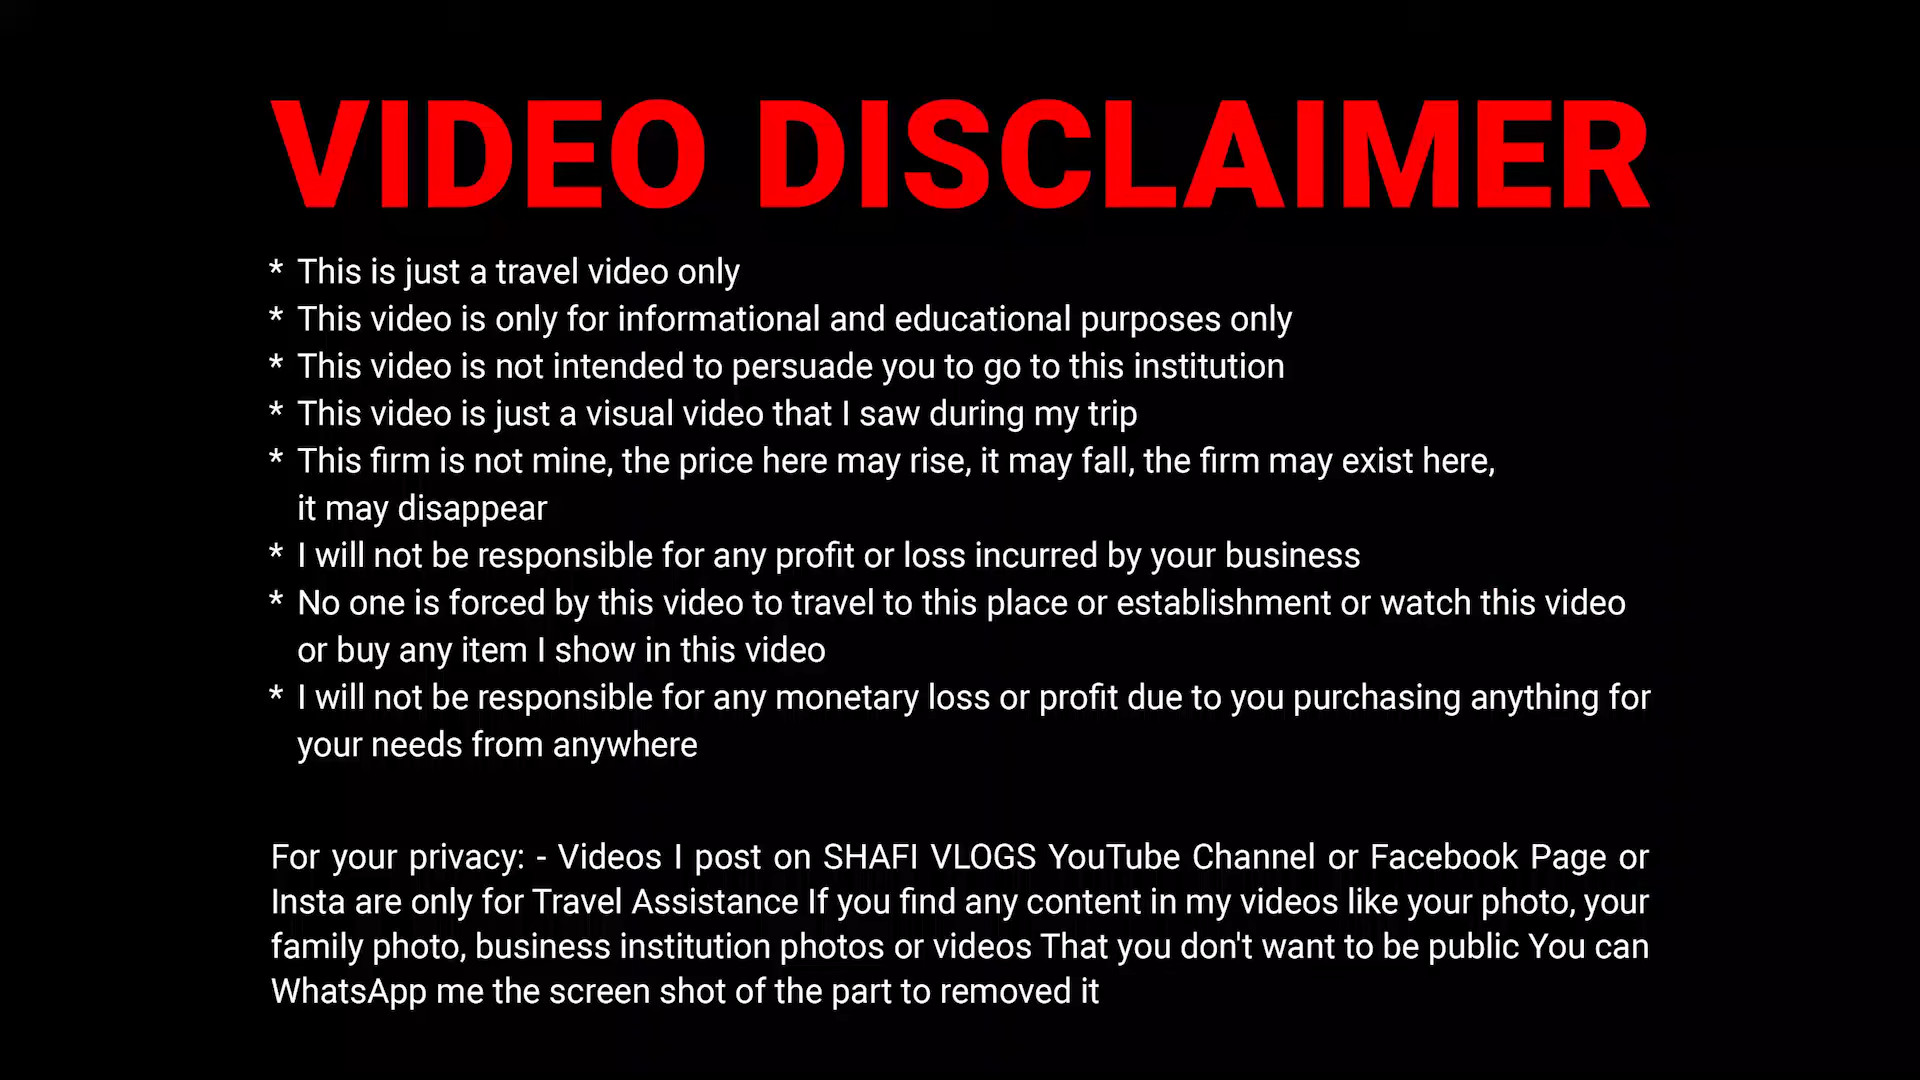 VIDEO DISCLAIMER
* This is just a travel video only
* This video is only for informational and educational purposes only
* This video is not intended to persuade you to go to this institution
* This video is just a visual video that I saw during my trip
* This firm is not mine, the price here may rise, it may fall, the firm may exist here,
it may disappear
* I will not be responsible for any profit or loss incurred by your business
* No one is forced by this video to travel to this place or establishment or watch this video
or buy any item I show in this video
* I will not be responsible for any monetary loss or profit due to you purchasing anything for
your needs from anywhere
For your privacy: - Videos I post on SHAFI VLOGS YouTube Channel or Facebook Page or
Insta are only for Travel Assistance If you find any content in my videos like your photo, your
family photo, business institution photos or videos That you don't want to be public You can
WhatsApp me the screen shot of the part to removed it